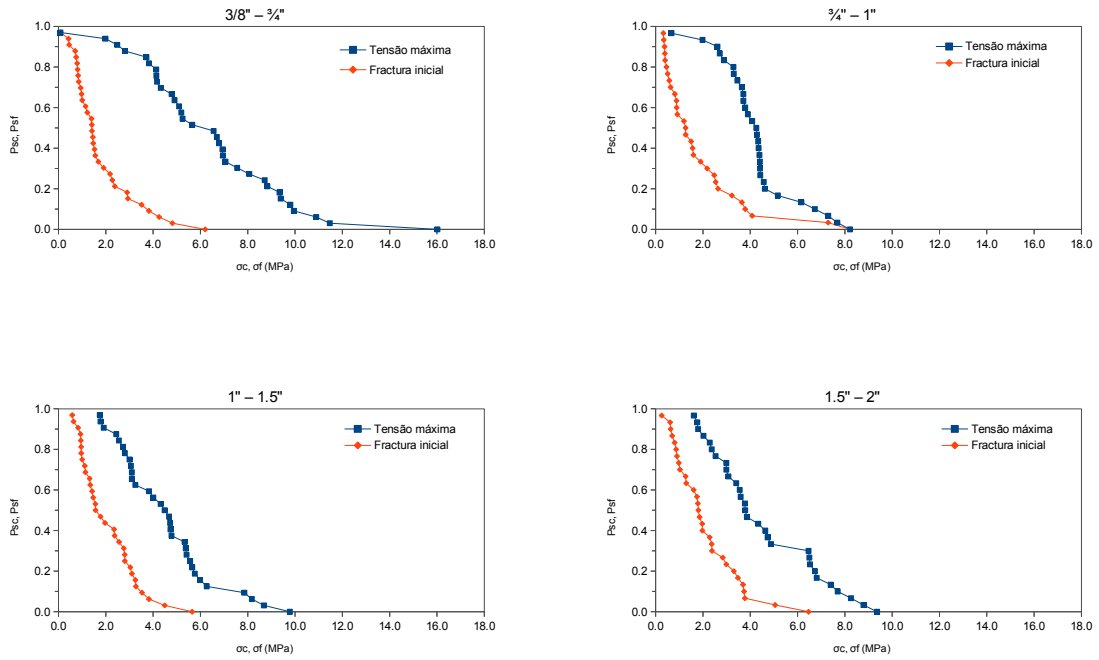 3/8" – ¾"
Psc, Psf
1.0
0.8
0.6
0.4
0.2
0.0
0.0 2.0 4.0 6.0 8.0 10.0 12.0 14.0 16.0 18.0
σc, σf (MPa)
Tensão máxima
Fractura inicial
¾" – 1"
Psc, Psf
1.0
0.8
0.6
0.4
0.2
0.0
0.0 2.0 4.0 6.0 8.0 10.0 12.0 14.0 16.0 18.0
σc, σf (MPa)
Tensão máxima
Fractura inicial
1" – 1.5"
Psc, Psf
1.0
0.8
0.6
0.4
0.2
0.0
0.0 2.0 4.0 6.0 8.0 10.0 12.0 14.0 16.0 18.0
σc, σf (MPa)
Tensão máxima
Fractura inicial
1.5" – 2"
Psc, Psf
1.0
0.8
0.6
0.4
0.2
0.0
0.0 2.0 4.0 6.0 8.0 10.0 12.0 14.0 16.0 18.0
σc, σf (MPa)
Tensão máxima
Fractura inicial